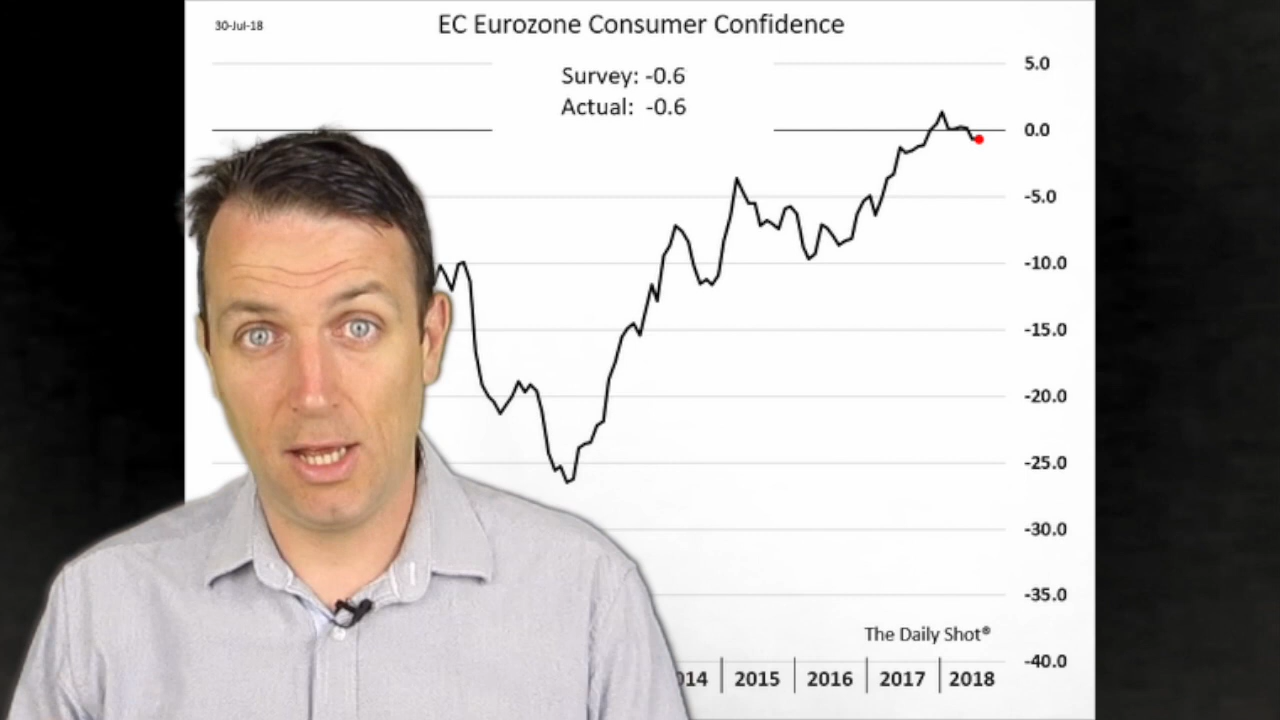 30-Jul-18
EC Eurozone Consumer Confidence
Survey: -0.6
Actual: -0.6
5.0
0.0
-5.0
-10.0
-15.0
-20.0
-25.0
-30.0
-35.0
The Daily Shot®
-40.0
014 2015 2016 2017 2018